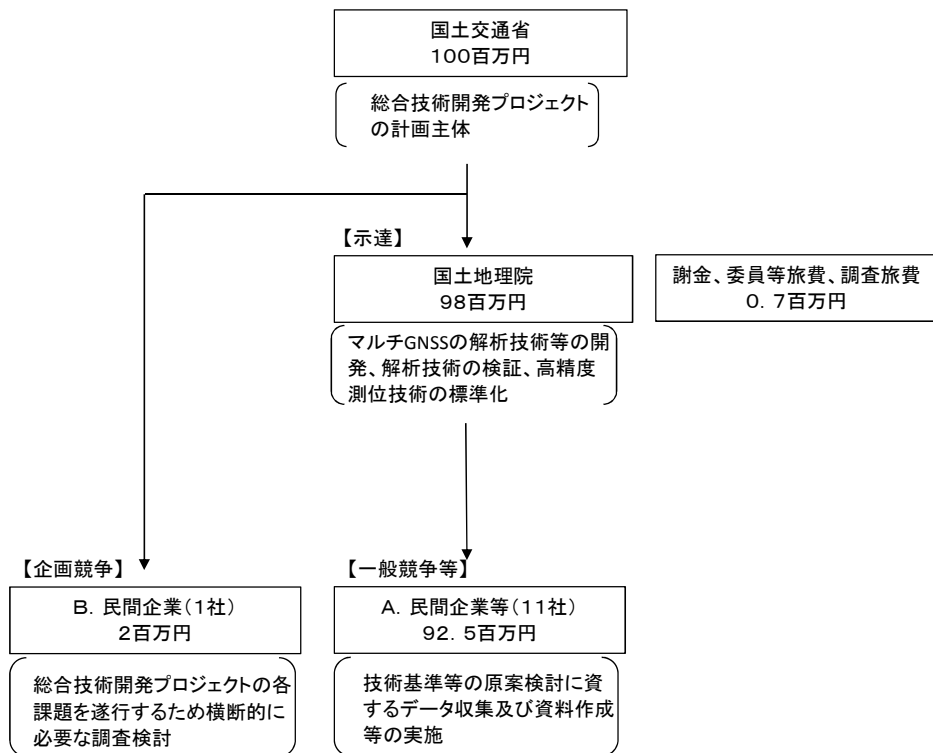 国土交通省
100百万円
総合技術開発プロジェクト
の計画主体
【示達】
国土地理院
98百万円
謝金、委員等旅費、調査旅費
0．7百万円
マルチGNSSの解析技術等の開
発、解析技術の検証、高精度
測位技術の標準化
【企画競争】
B．民間企業（1社）
2百万円
総合技術開発プロジェクトの各
課題を遂行するため横断的に
必要な調査検討
【一般競争等】
A．民間企業等（11社）
92．5百万円
技術基準等の原案検討に資
するデータ収集及び資料作成
等の実施